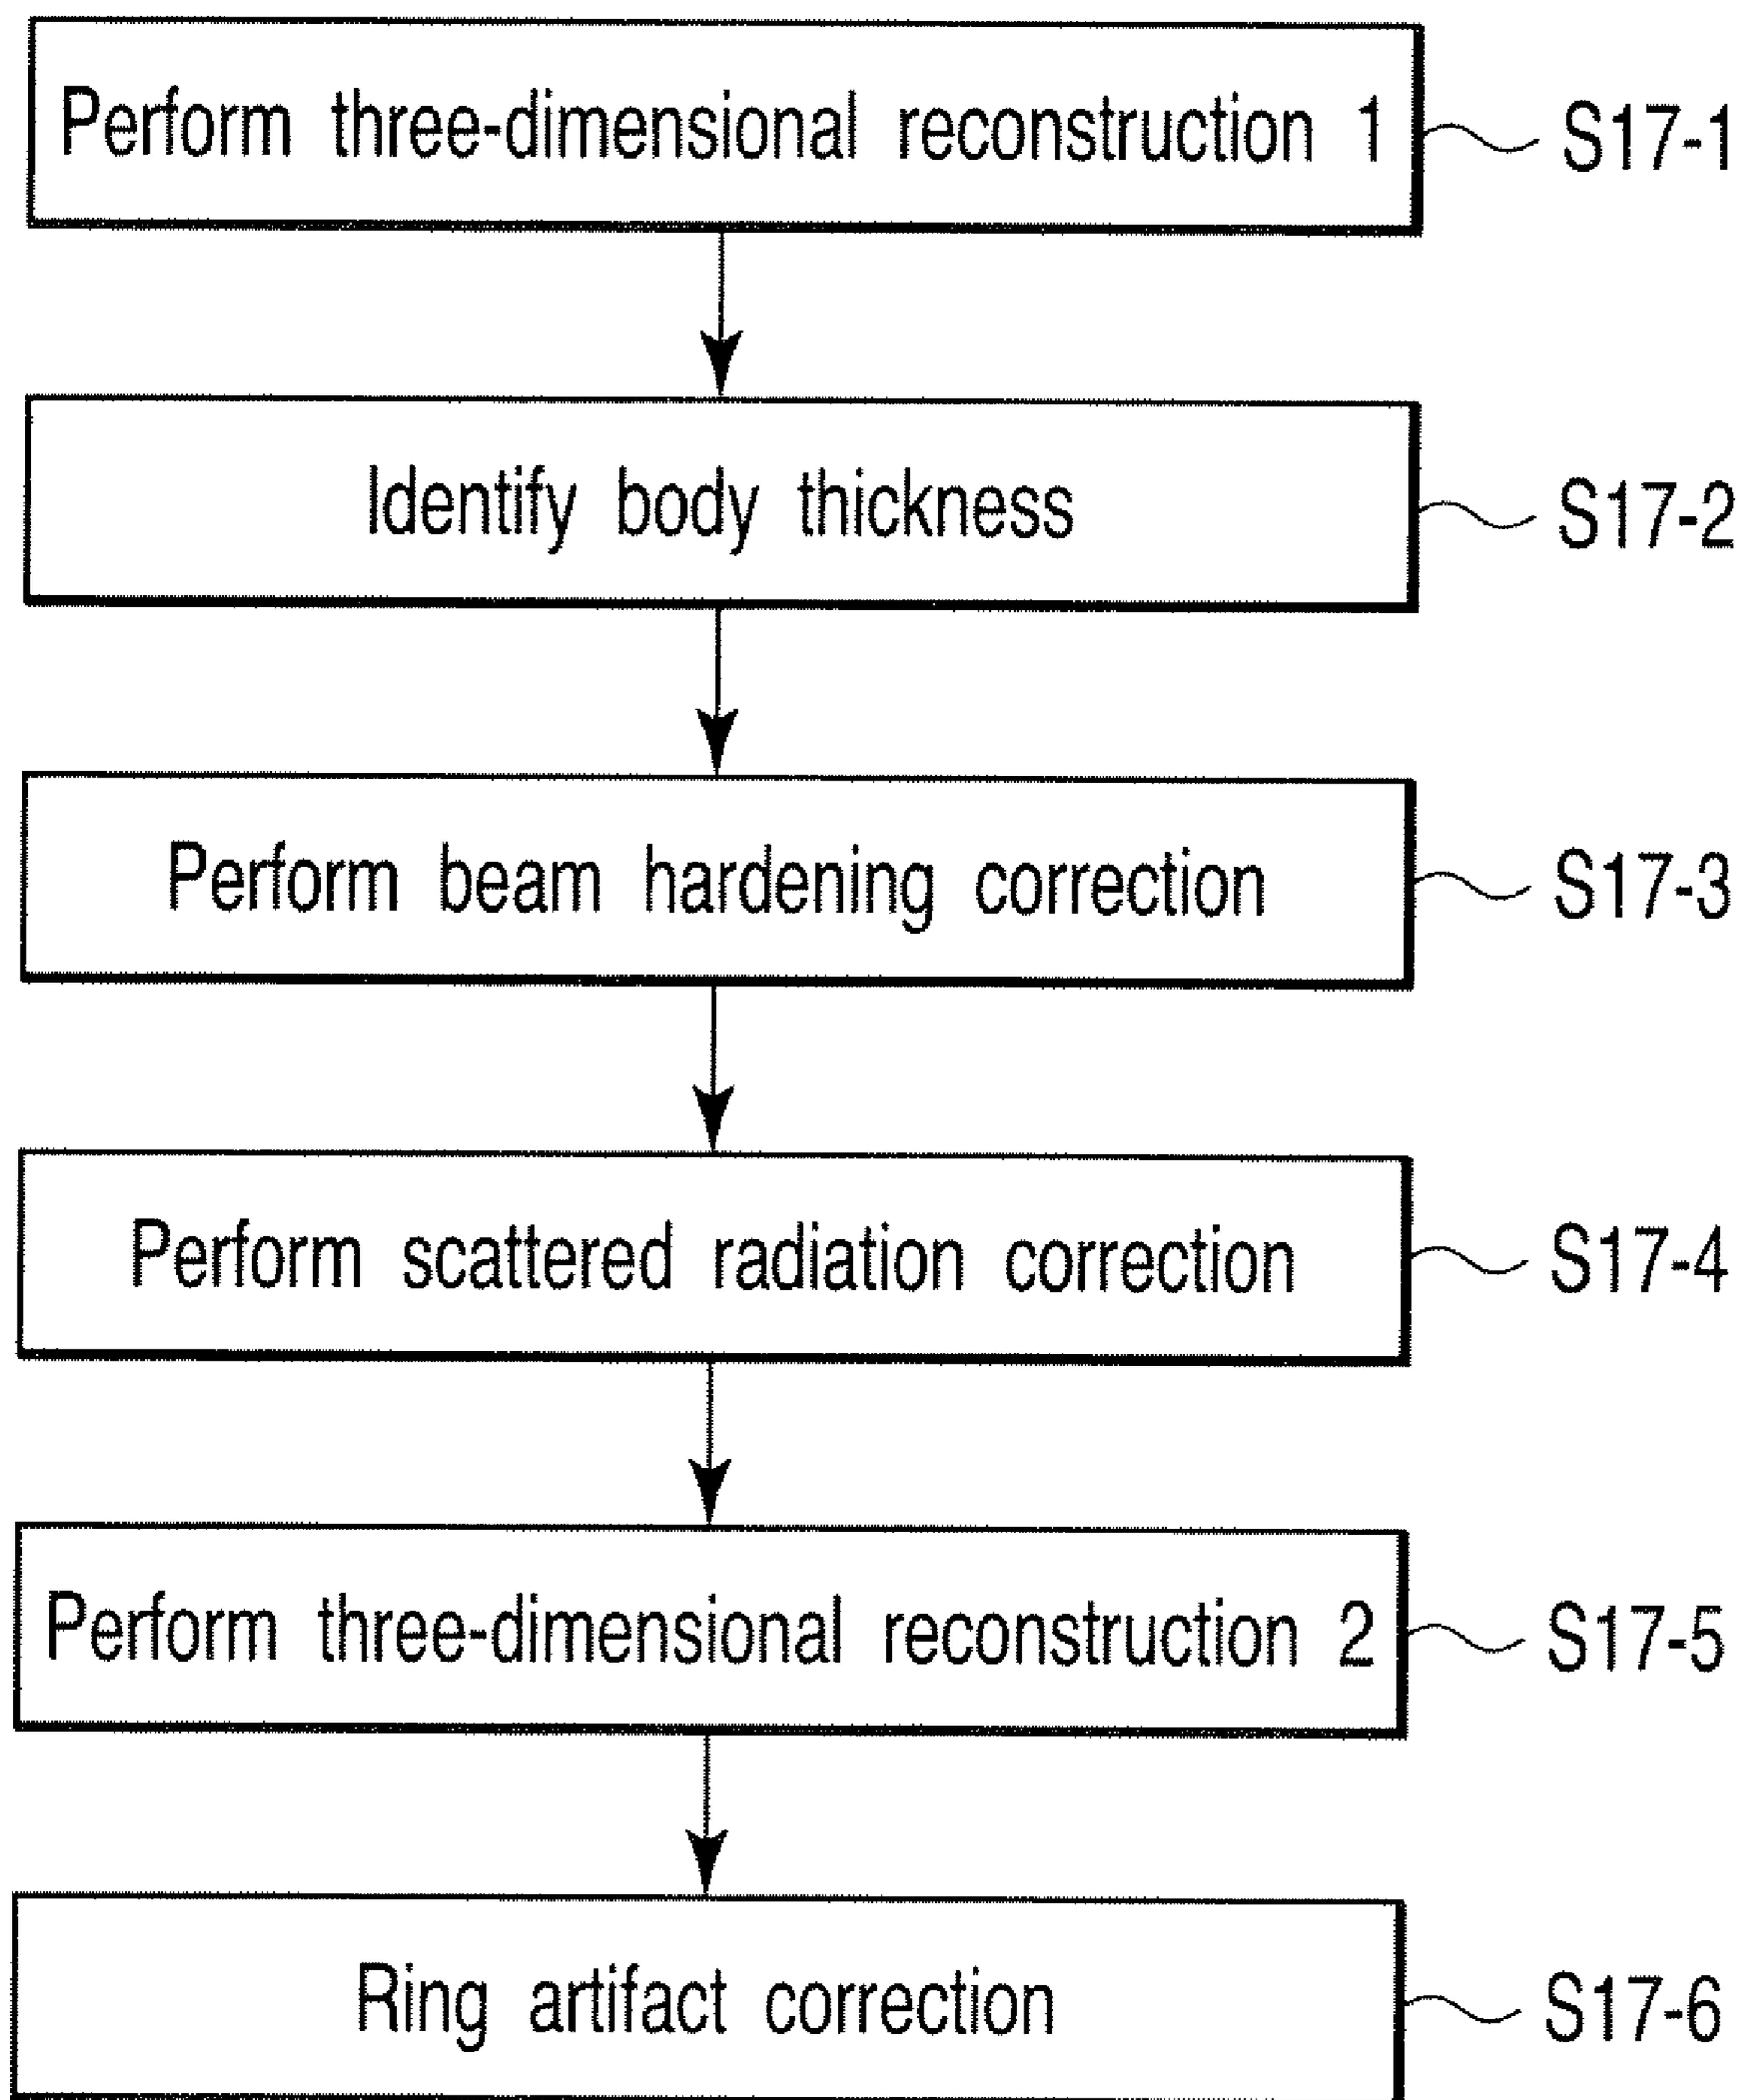 Perform three-dimensional reconstruction 1
S17-1
Identify body thickness
S17-2
Perform beam hardening correction
S17-3
Perform scattered radiation correction
S17-4
Perform three-dimensional reconstruction 2
S17-5
Ring artifact correction
S17-6